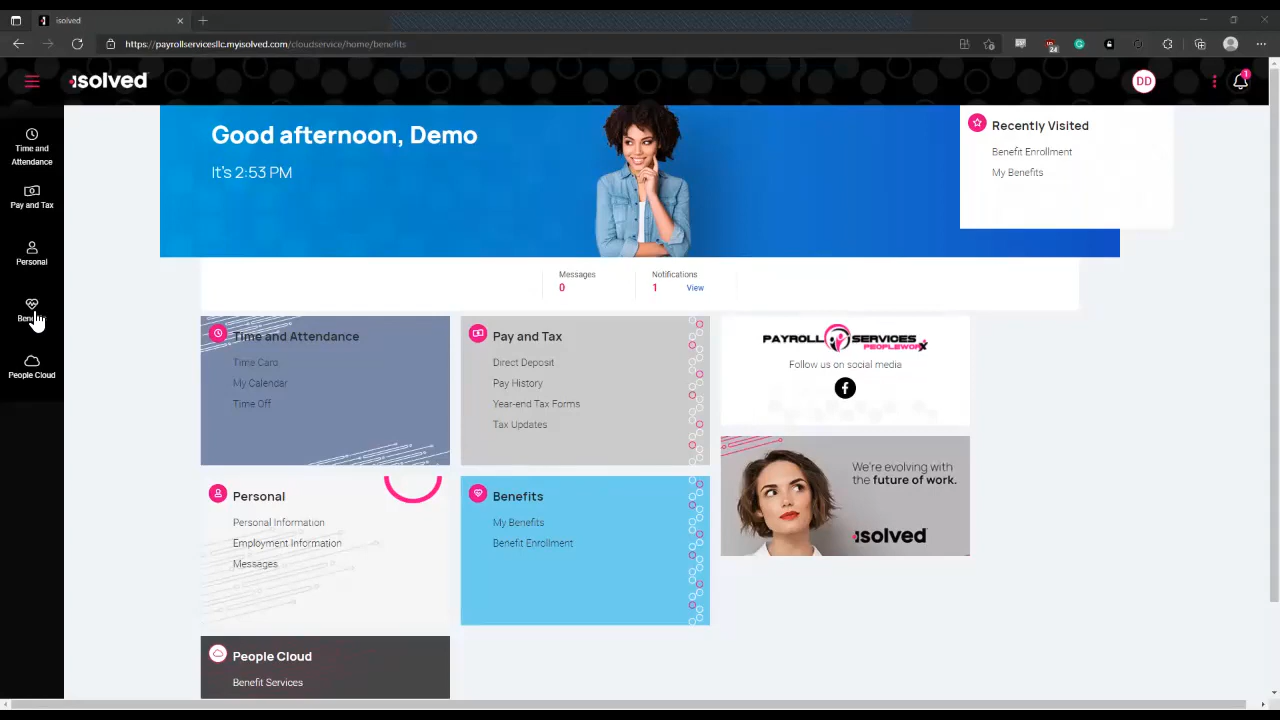 isolved
https://payrollservicesllc.myisolved.com/cloudservice/home/benefits
24
isolved
DD
1
Time and
Attendance
Pay and Tax
Personal
People Cloud
Good afternoon, Demo
It's 2:53 PM
Recently Visited
Benefit Enrollment
My Benefits
Messages
0
Notifications
1
View
Time and Attendance
Time Card
My Calendar
Time Off
Pay and Tax
Direct Deposit
Pay History
Year-end Tax Forms
Tax Updates
PAYROLL SERVICES
PEOPLEWORX
Follow us on social media
We're evolving with
the future of work.
isolved
Personal
Personal Information
Employment Information
Messages
Benefits
My Benefits
Benefit Enrollment
People Cloud
Benefit Services